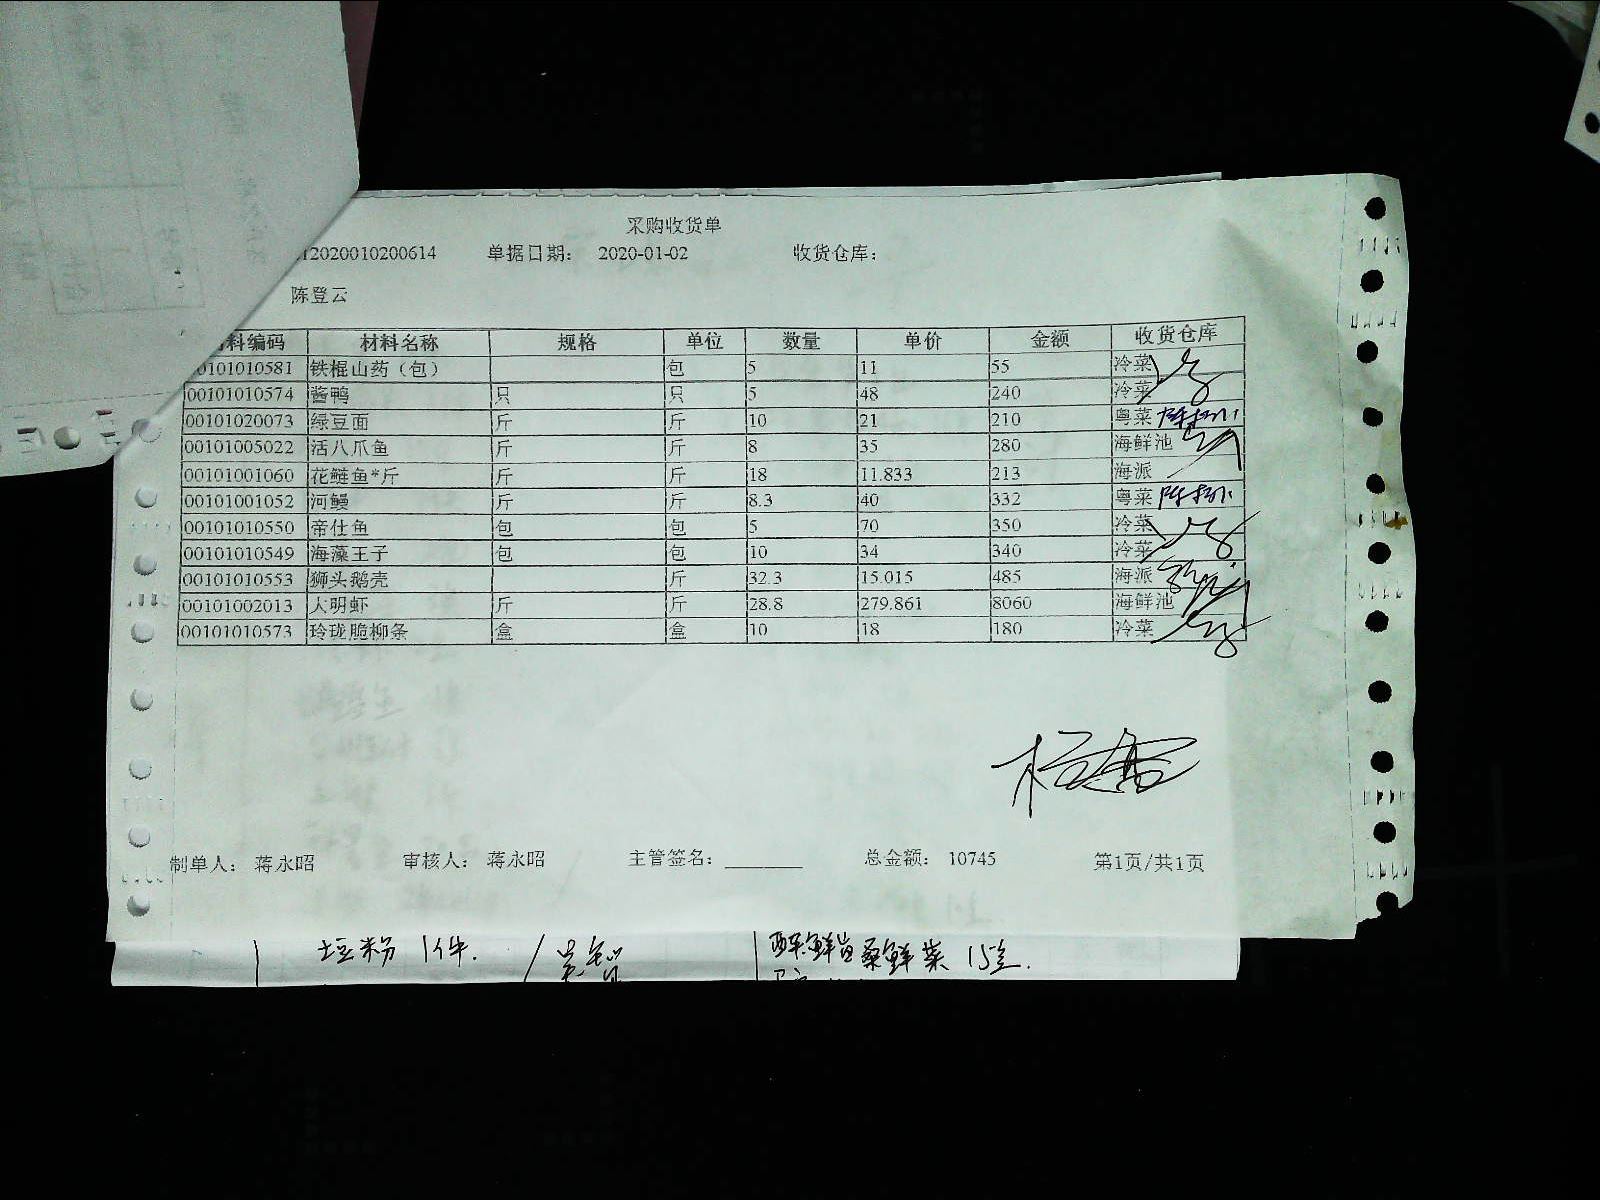 采购收货单
12020010200614 单据日期： 2020-01-02 收货仓库：
陈登云
料编码 材料名称 规格 单位 数量 单价 金额 收货仓库
00101010581 铁棍山药（包） 包 5 11 55 冷菜
00101010574 酱鸭 只 只 5 48 240 冷菜
00101020073 绿豆面 斤 斤 10 21 210 粤菜
00101005022 活八爪鱼 斤 斤 8 35 280 海鲜池
00101001060 花鲢鱼*斤 斤 斤 18 11.833 213 海派
00101001052 河鳗 斤 斤 8.3 40 332 粤菜
00101010550 帝仕鱼 包 包 5 70 350 冷菜
00101010549 海藻王子 包 包 10 34 340 冷菜
00101010553 狮头鹅壳 斤 32.3 15.015 485 海派
00101002013 大明虾 斤 斤 28.8 279.861 8060 海鲜池
00101010573 玲珑脆柳条 盒 盒 10 18 180 冷菜
制单人： 蒋永昭 审核人： 蒋永昭 主管签名： 总金额： 10745 第1页/共1页
豆粉 1件.